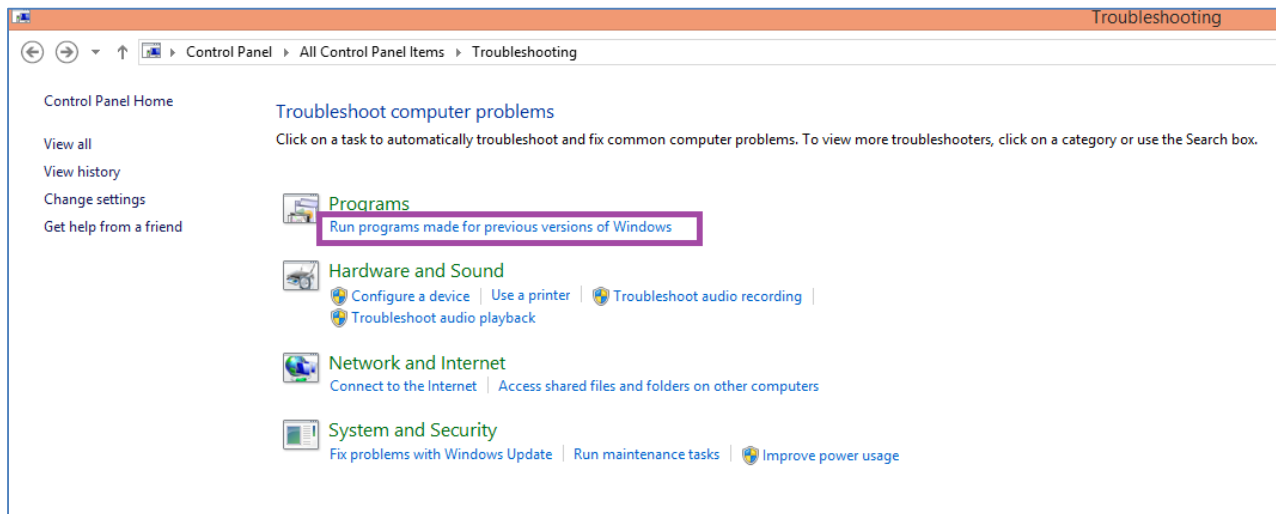 Troubleshooting
Control Panel All Control Panel Items Troubleshooting
Control Panel Home
View all
View history
Change settings
Get help from a friend
Troubleshoot computer problems
Click on a task to automatically troubleshoot and fix common computer problems. To view more troubleshooters, click on a category or use the Search box.
Programs
Run programs made for previous versions of Windows
Hardware and Sound
Configure a device Use a printer Troubleshoot audio recording
Troubleshoot audio playback
Network and Internet
Connect to the Internet Access shared files and folders on other computers
System and Security
Fix problems with Windows Update Run maintenance tasks Improve power usage